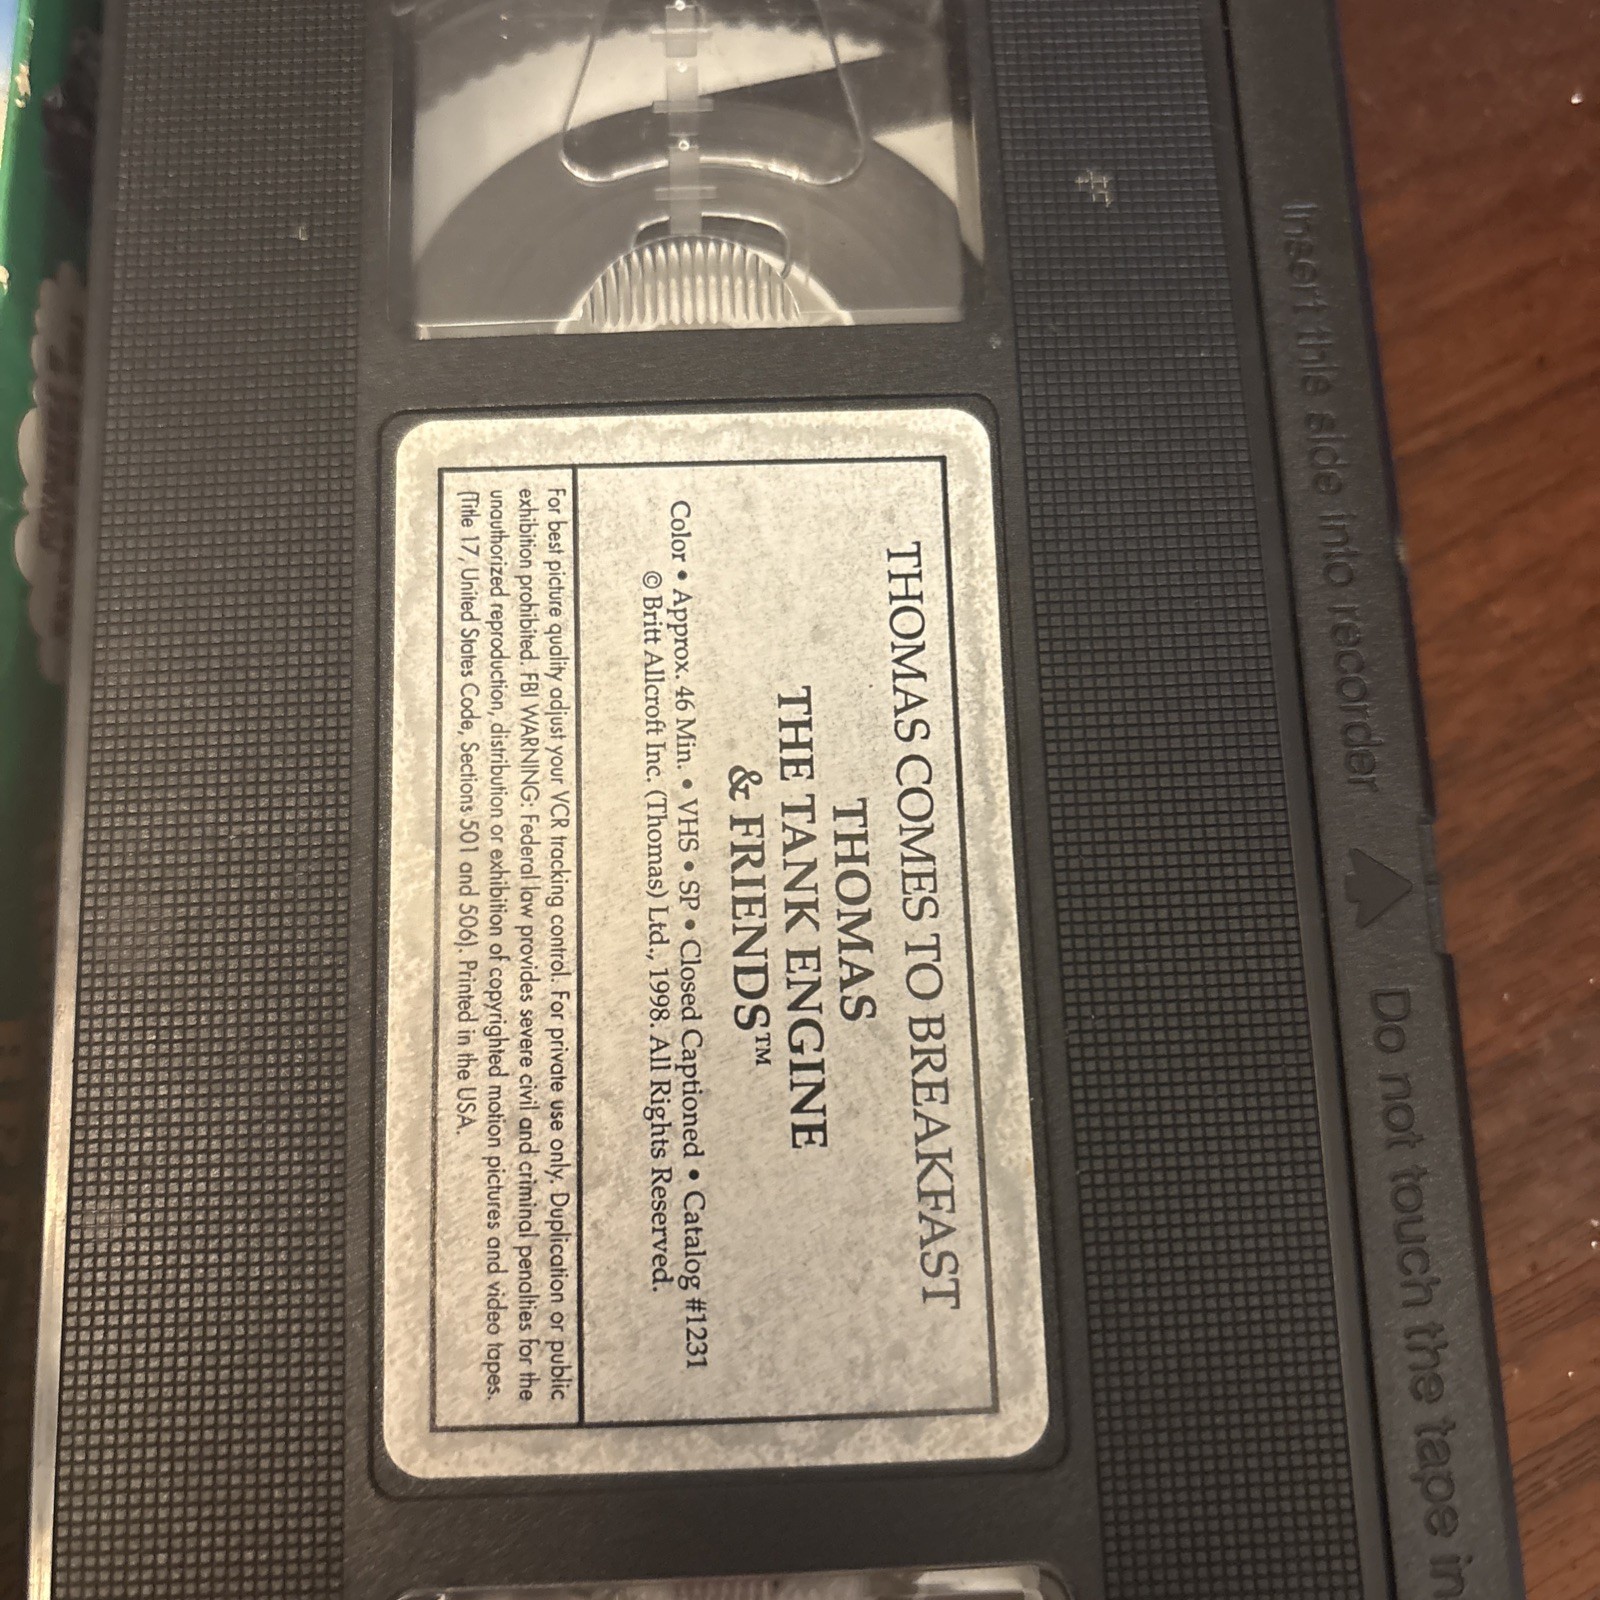 Insert this side into recorder Do not touch the tape in
THOMAS COMES TO BREAKFAST
THOMAS
THE TANK ENGINE
& FRIENDS™
Color • Approx. 46 Min. • VHS • SP • Closed Captioned • Catalog #1231
© Britt Allcroft Inc. (Thomas) Ltd., 1998. All Rights Reserved.
For best picture quality adjust your VCR tracking control. For private use only. Duplication or public
exhibition prohibited. FBI WARNING: Federal law provides severe civil and criminal penalties for the
unauthorized reproduction, distribution or exhibition of copyrighted motion pictures and video tapes.
(Title 17, United States Code, Sections 501 and 506). Printed in the USA.